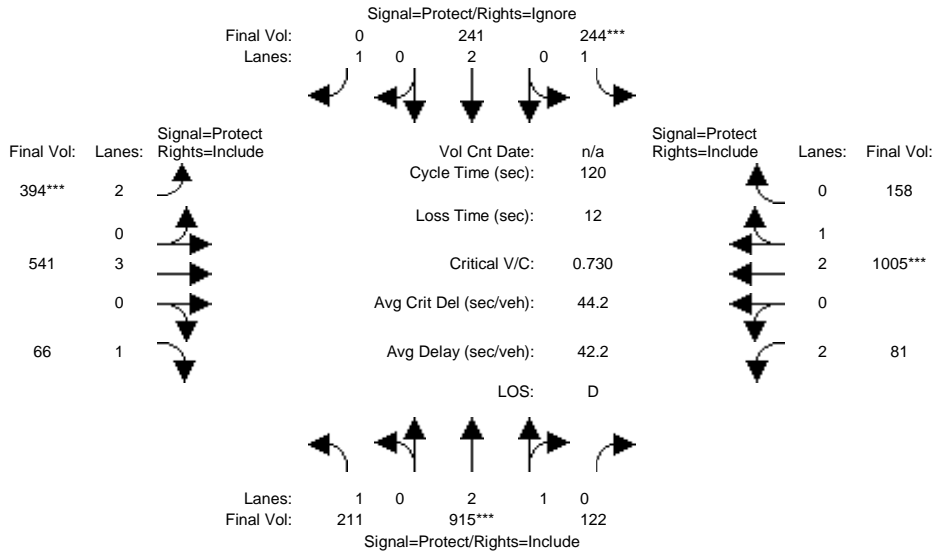 Signal=Protect/Rights=Ignore
Final Vol: 0 241 244***
Lanes: 1 0 2 0 1
Signal=Protect Signal=Protect
Final Vol: Lanes: Rights=Include Vol Cnt Date: n/a Rights=Include Lanes: Final Vol:
Cycle Time (sec): 120
394*** 2 0 158
Loss Time (sec): 12
0 1
541 3 Critical V/C: 0.730 2 1005***
0 Avg Crit Del (sec/veh): 44.2 0
66 1 Avg Delay (sec/veh): 42.2 2 81
LOS: D
Lanes: 1 0 2 1 0
Final Vol: 211 915*** 122
Signal=Protect/Rights=Include